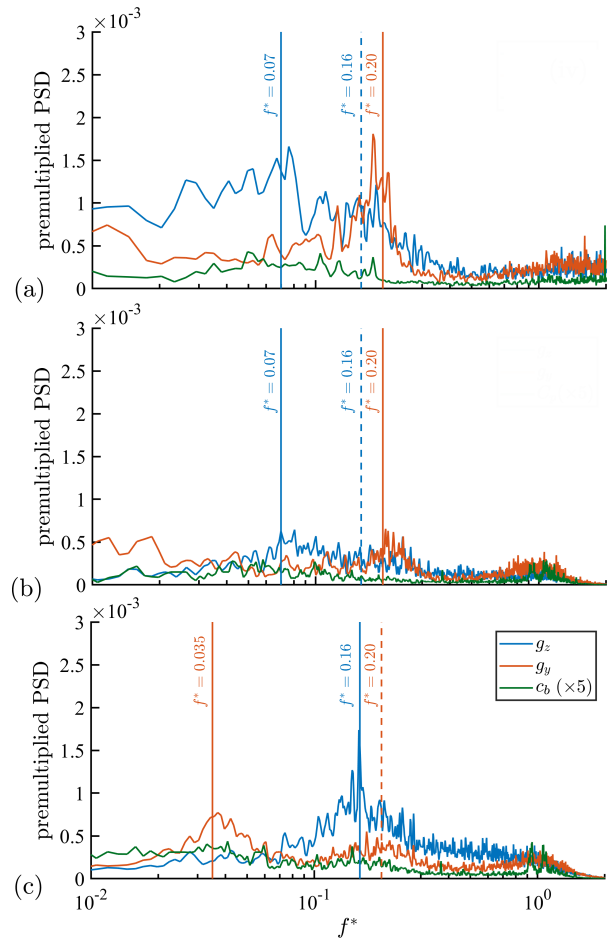 ×10⁻³
3
2.5
2
1.5
1
0.5
0
premultiplied PSD
f* = 0.07
f* = 0.16
f* = 0.20
(a)
×10⁻³
3
2.5
2
1.5
1
0.5
0
premultiplied PSD
f* = 0.07
f* = 0.16
f* = 0.20
(b)
×10⁻³
3
2.5
2
1.5
1
0.5
0
premultiplied PSD
f* = 0.035
f* = 0.16
f* = 0.20
g_z
g_y
c_b (×5)
(c)
10⁻² 10⁻¹ 10⁰
f*